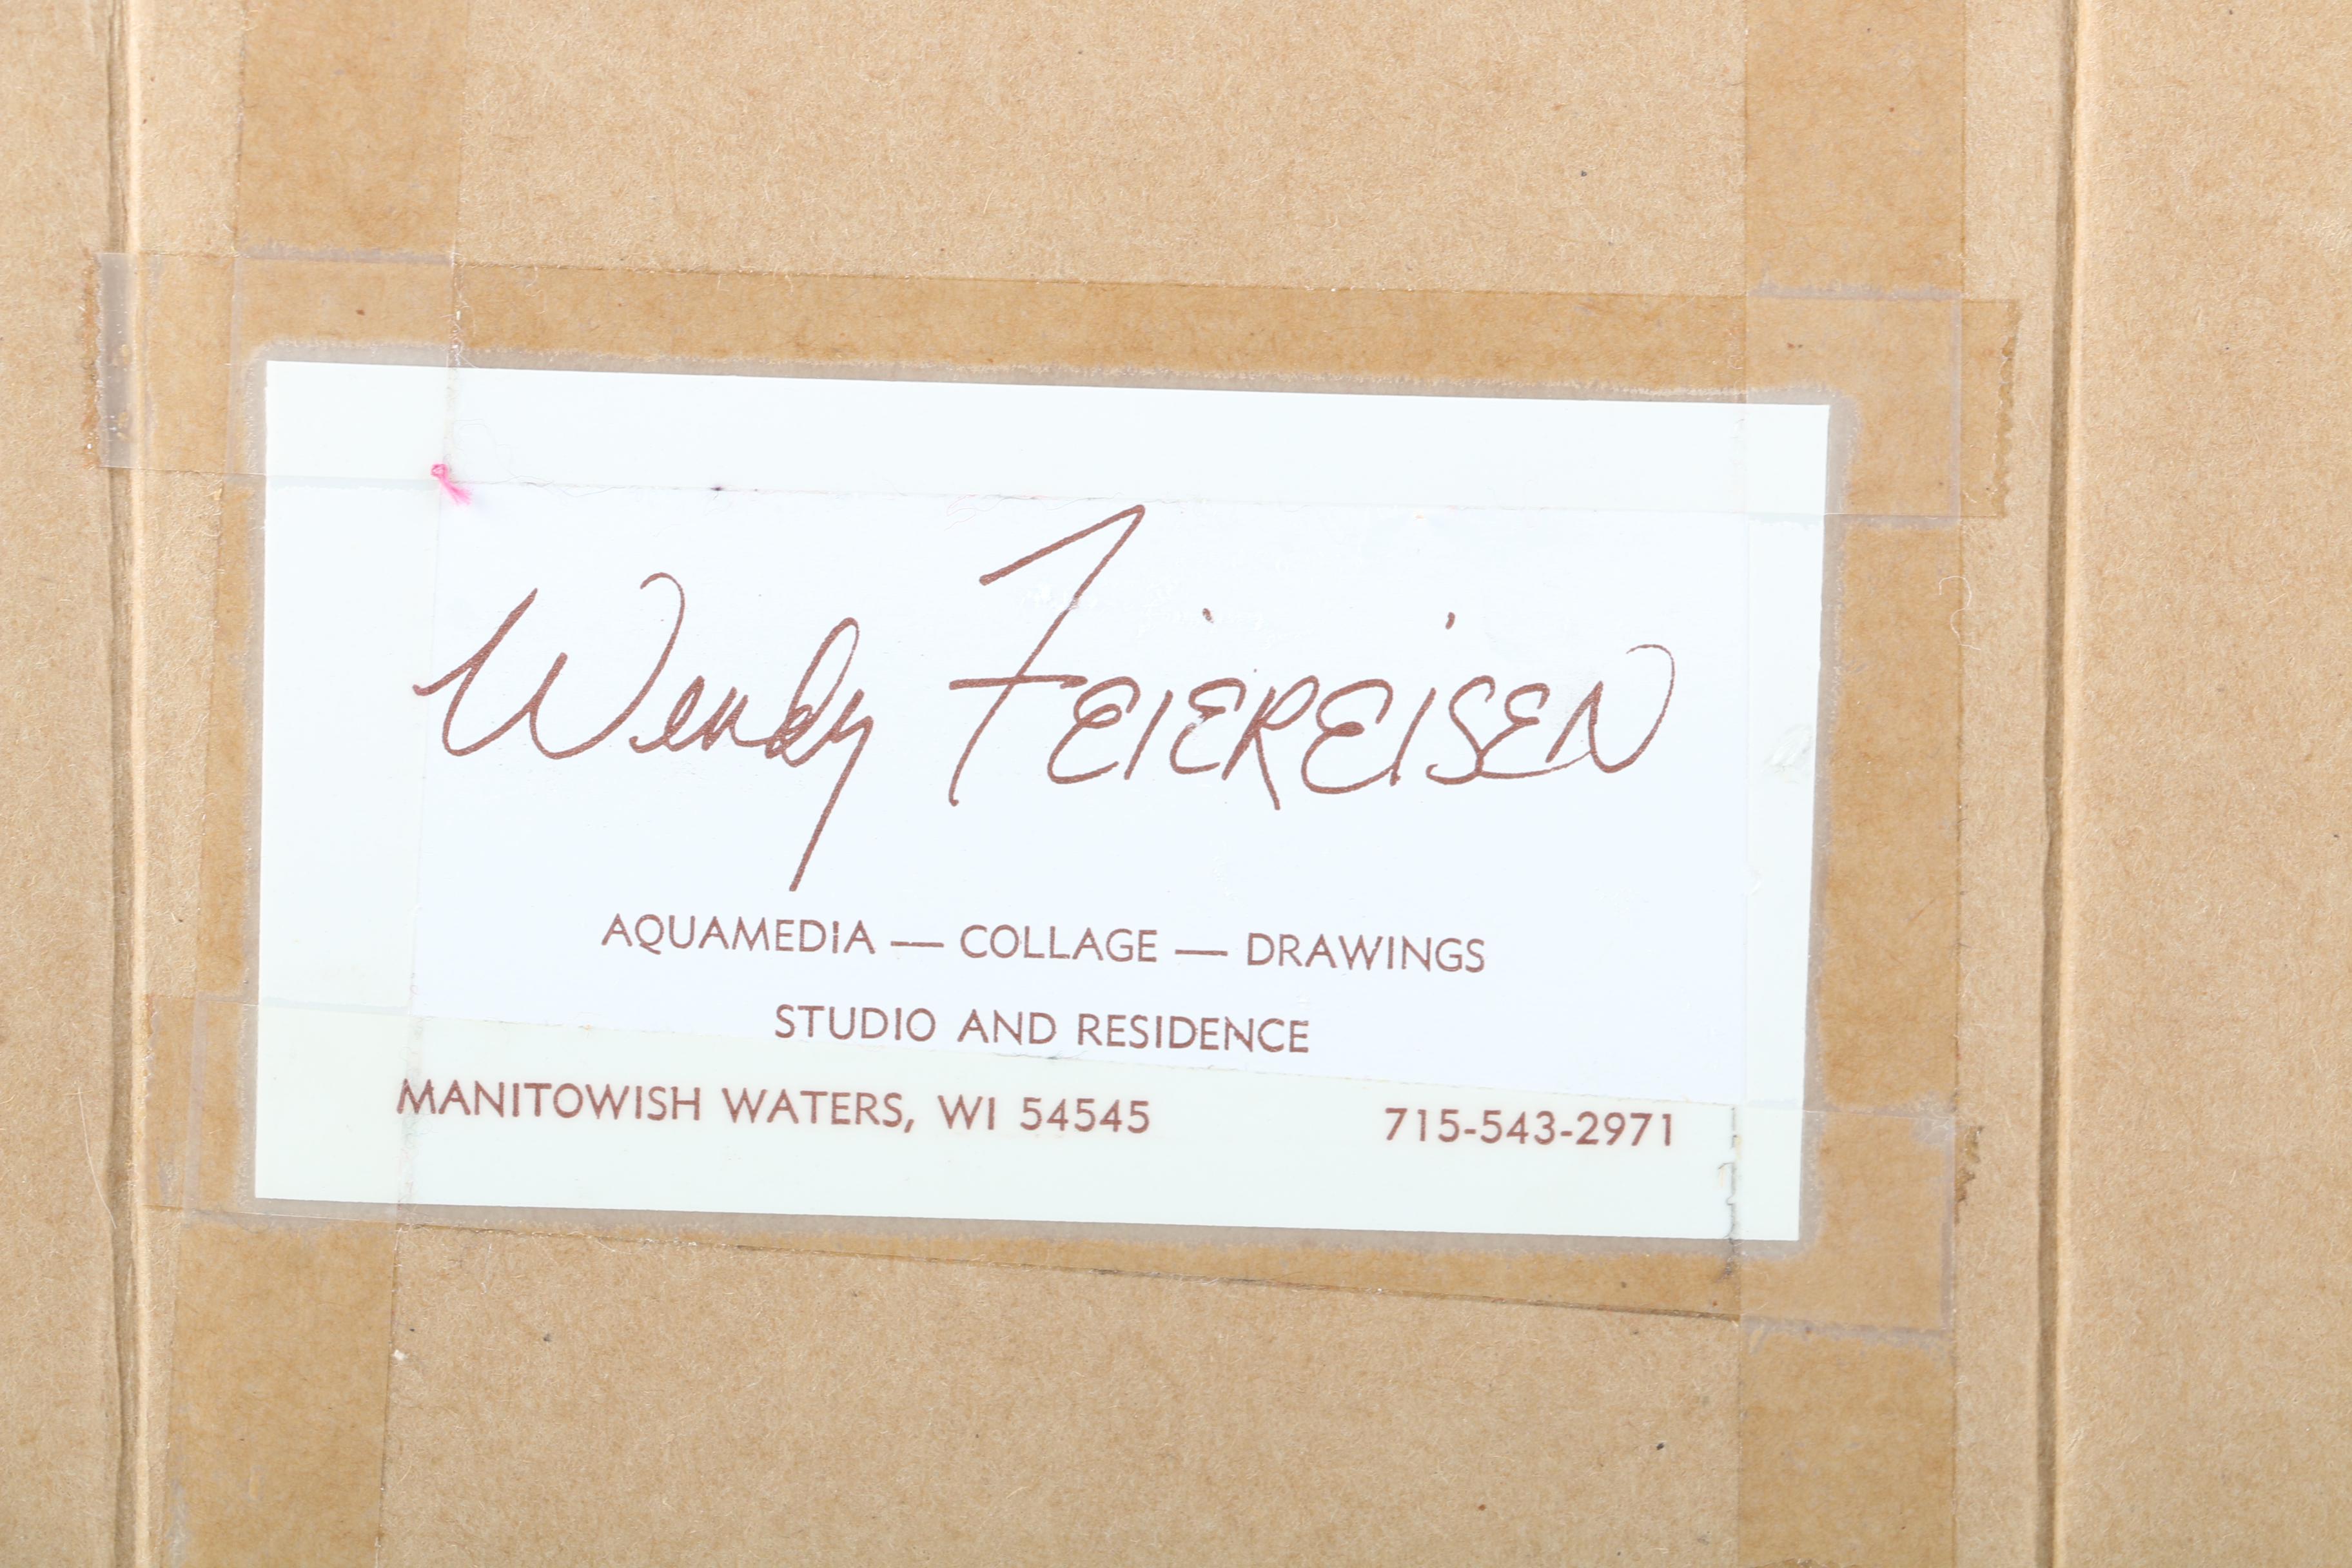 Wendy FEIEREISEN
AQUAMEDIA — COLLAGE — DRAWINGS
STUDIO AND RESIDENCE
MANITOWISH WATERS, WI 54545 715-543-2971